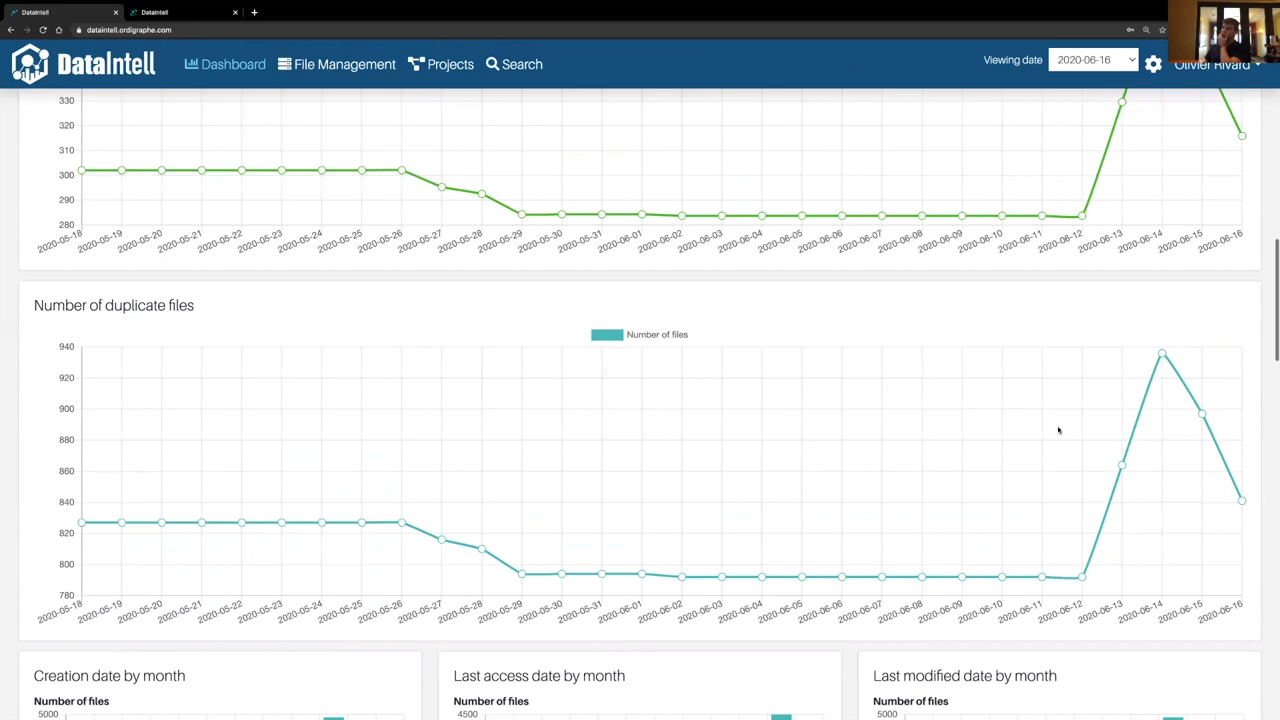 DataIntell
DataIntell
dataintell.ordigraphe.com
DataIntell
Dashboard
File Management
Projects
Search
Viewing date
2020-06-16
Olivier Rivard
330
320
310
300
290
280
2020-05-18 2020-05-19 2020-05-20 2020-05-21 2020-05-22 2020-05-23 2020-05-24 2020-05-25 2020-05-26 2020-05-27 2020-05-28 2020-05-29 2020-05-30 2020-05-31 2020-06-01 2020-06-02 2020-06-03 2020-06-04 2020-06-05 2020-06-06 2020-06-07 2020-06-08 2020-06-09 2020-06-10 2020-06-11 2020-06-12 2020-06-13 2020-06-14 2020-06-15 2020-06-16
Number of duplicate files
Number of files
940
920
900
880
860
840
820
800
780
2020-05-18 2020-05-19 2020-05-20 2020-05-21 2020-05-22 2020-05-23 2020-05-24 2020-05-25 2020-05-26 2020-05-27 2020-05-28 2020-05-29 2020-05-30 2020-05-31 2020-06-01 2020-06-02 2020-06-03 2020-06-04 2020-06-05 2020-06-06 2020-06-07 2020-06-08 2020-06-09 2020-06-10 2020-06-11 2020-06-12 2020-06-13 2020-06-14 2020-06-15 2020-06-16
Creation date by month
Number of files
5000
Last access date by month
Number of files
4500
Last modified date by month
Number of files
5000